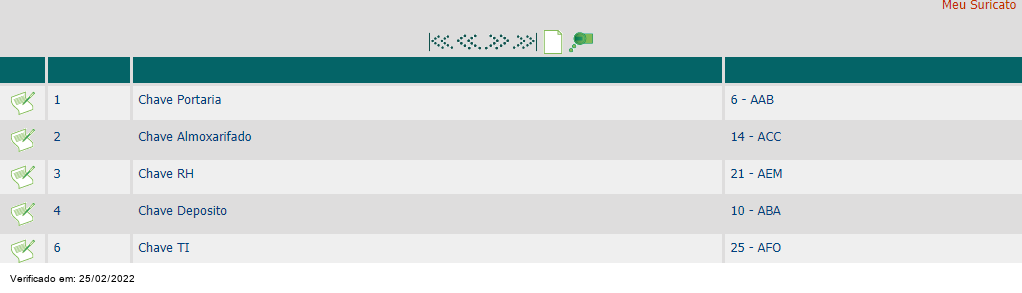 Meu Suricato
1 Chave Portaria 6 - AAB
2 Chave Almoxarifado 14 - ACC
3 Chave RH 21 - AEM
4 Chave Deposito 10 - ABA
6 Chave TI 25 - AFO
Verificado em: 25/02/2022